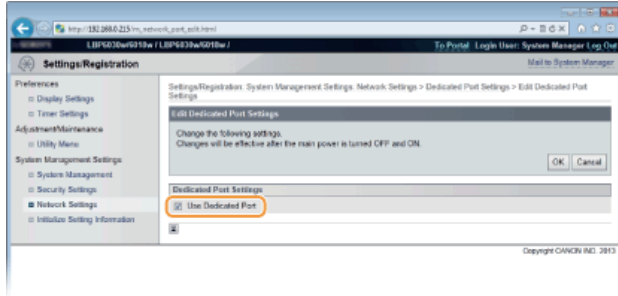 http://192.168.0.215/m_network_port_edit.html
LBP6030w/6018w / LBP6030w/6018w /
To Portal Login User: System Manager Log Out
Settings/Registration
Mail to System Manager
Preferences
Display Settings
Timer Settings
Adjustment/Maintenance
Utility Menu
System Management Settings
System Management
Security Settings
Network Settings
Initialize Setting Information
Settings/Registration: System Management Settings: Network Settings > Dedicated Port Settings > Edit Dedicated Port
Settings
Edit Dedicated Port Settings
Change the following settings.
Changes will be effective after the main power is turned OFF and ON.
OK Cancel
Dedicated Port Settings
Use Dedicated Port
Copyright CANON INC. 2013